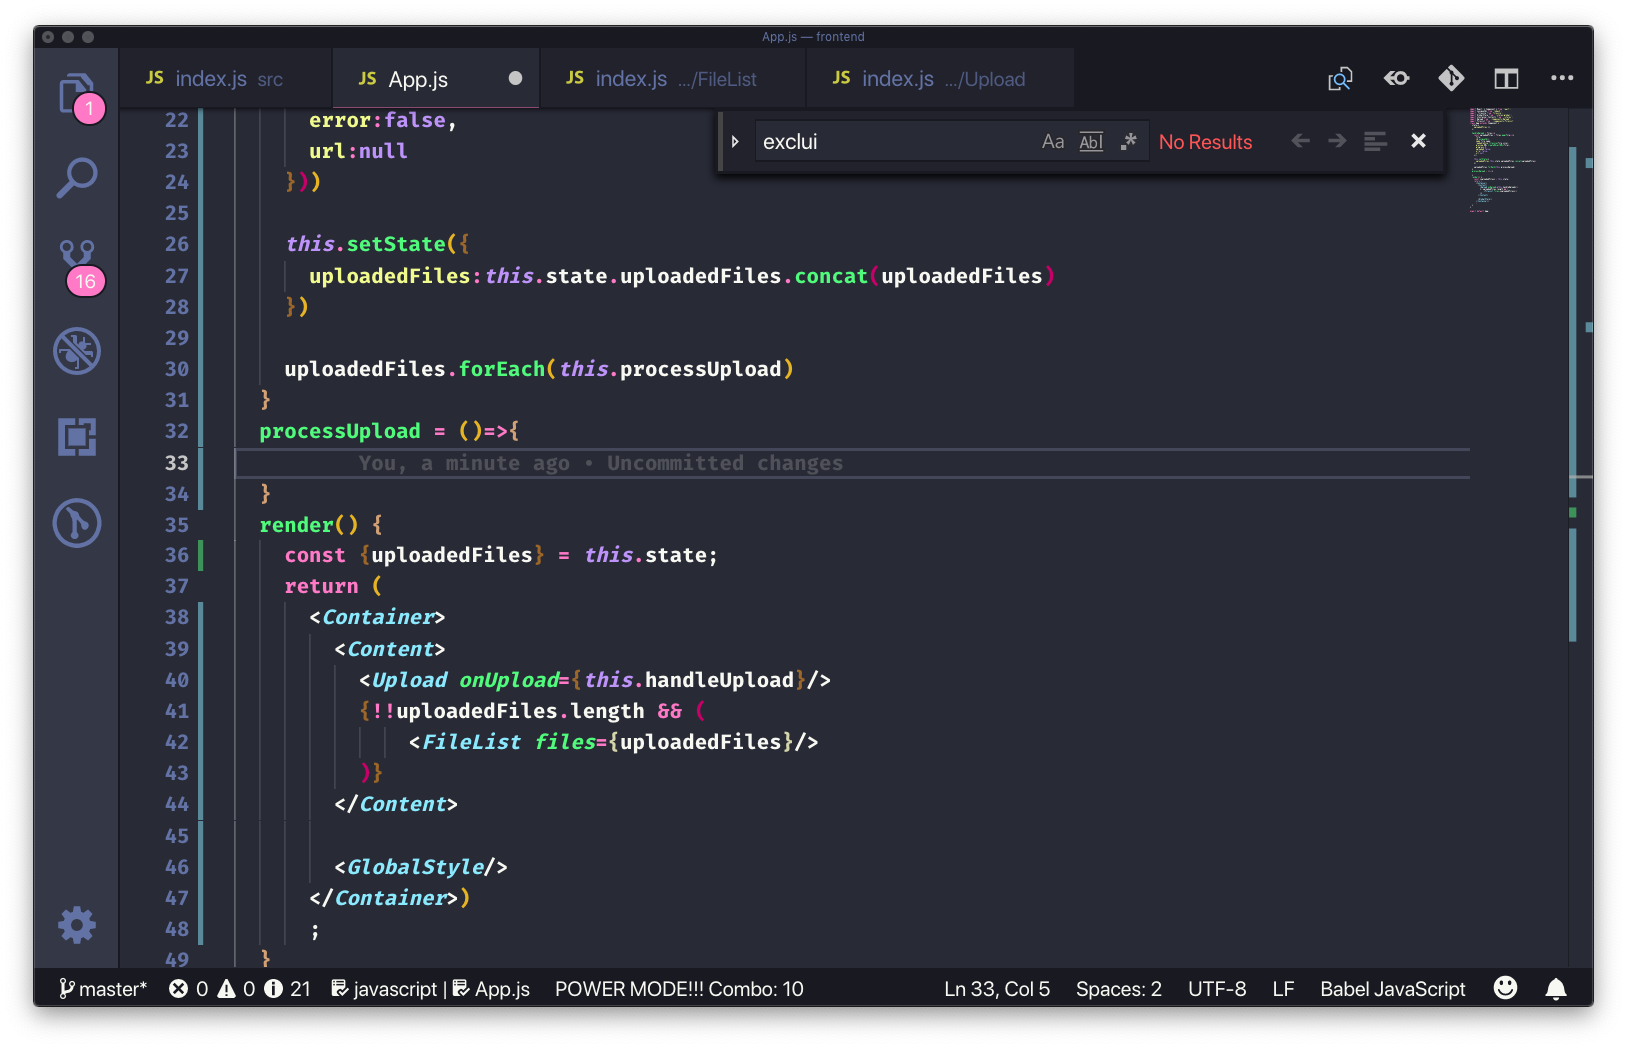 App.js — frontend
JS index.js src JS App.js JS index.js .../FileList JS index.js .../Upload
1
16
exclui Aa Abl .* No Results
22 error:false,
23 url:null
24 }))
25
26 this.setState({
27 uploadedFiles:this.state.uploadedFiles.concat(uploadedFiles)
28 })
29
30 uploadedFiles.forEach(this.processUpload)
31 }
32 processUpload = ()=>{
33 You, a minute ago • Uncommitted changes
34 }
35 render() {
36 const {uploadedFiles} = this.state;
37 return (
38 <Container>
39 <Content>
40 <Upload onUpload={this.handleUpload}/>
41 {!!uploadedFiles.length && (
42 <FileList files={uploadedFiles}/>
43 )}
44 </Content>
45
46 <GlobalStyle/>
47 </Container>)
48 ;
49 }
master* 0 0 21 javascript | App.js POWER MODE!!! Combo: 10 Ln 33, Col 5 Spaces: 2 UTF-8 LF Babel JavaScript